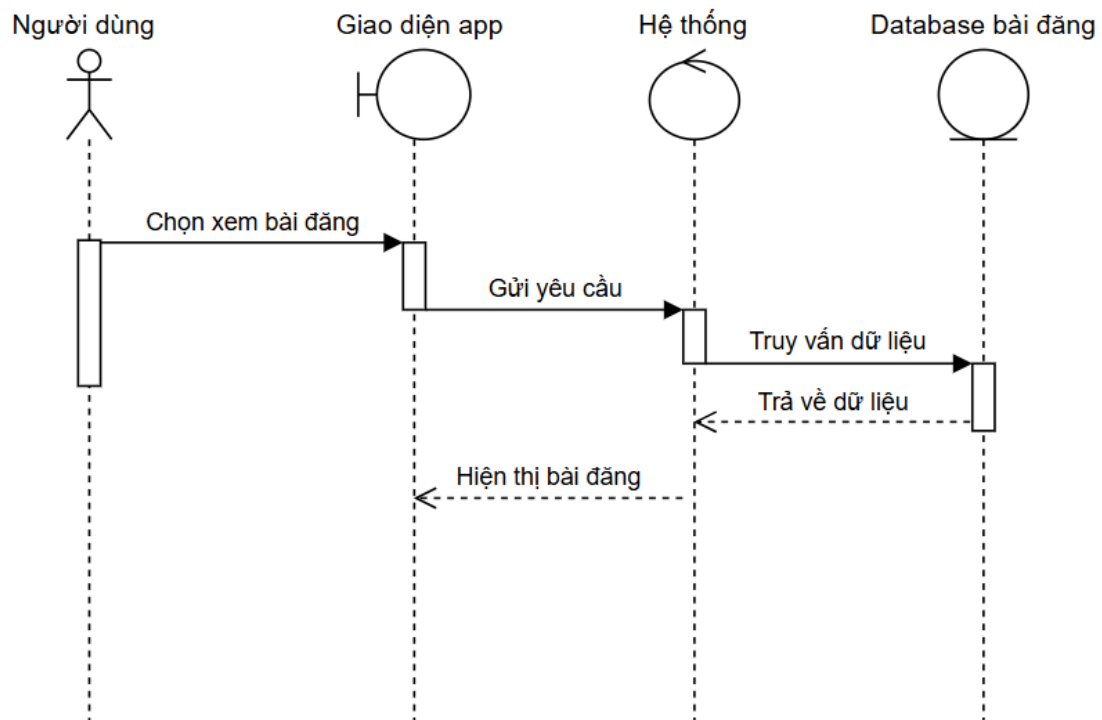 Người dùng
Giao diện app
Hệ thống
Database bài đăng
Chọn xem bài đăng
Gửi yêu cầu
Truy vấn dữ liệu
Trả về dữ liệu
Hiện thị bài đăng